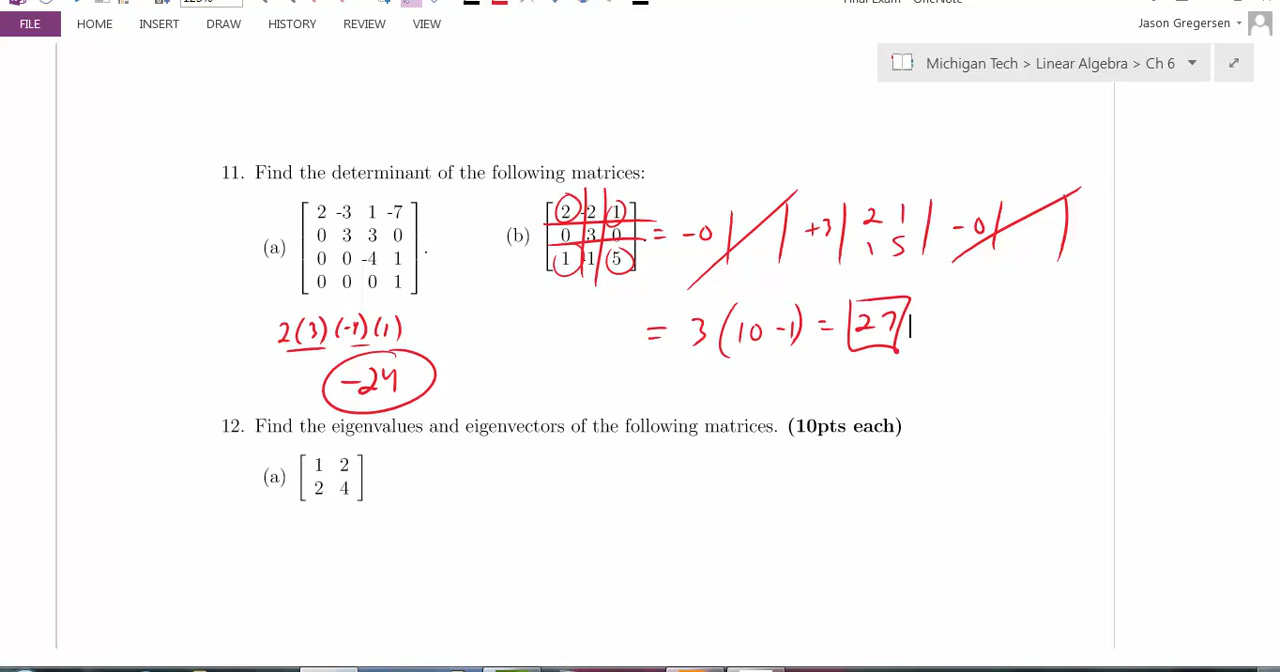 Final Exam - OneNote
FILE HOME INSERT DRAW HISTORY REVIEW VIEW
Jason Gregersen
Michigan Tech > Linear Algebra > Ch 6
11. Find the determinant of the following matrices:
(a) [ 2 -3 1 -7
0 3 3 0
0 0 -4 1
0 0 0 1 ] .
(b) [ 2 -2 1
0 3 0
1 1 5 ]
= -0 | | +3 | 2 1
1 5 | -0 | |
= 3 (10 -1) = 27
2(3)(-4)(1)
-24
12. Find the eigenvalues and eigenvectors of the following matrices. (10pts each)
(a) [ 1 2
2 4 ]